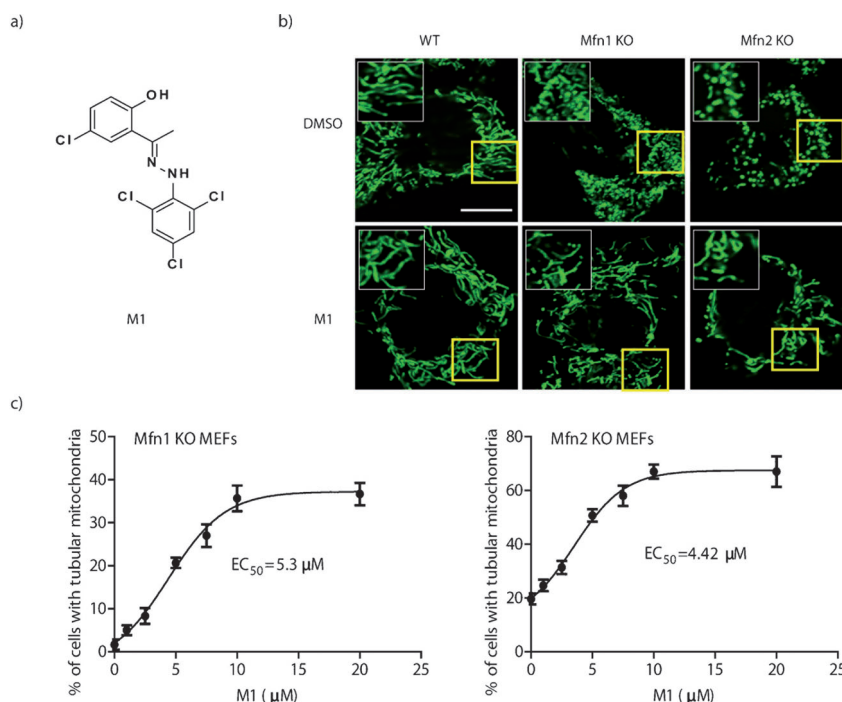 a)
OH
Cl
N
NH
Cl
Cl
Cl
M1
b)
WT
Mfn1 KO
Mfn2 KO
DMSO
M1
c)
Mfn1 KO MEFs
% of cells with tubular mitochondria
50
40
30
20
10
0
EC50=5.3 μM
0
5
10
15
20
25
M1 ( μM)
Mfn2 KO MEFs
% of cells with tubular mitochondria
80
60
40
20
0
EC50=4.42 μM
0
5
10
15
20
25
M1 ( μM)